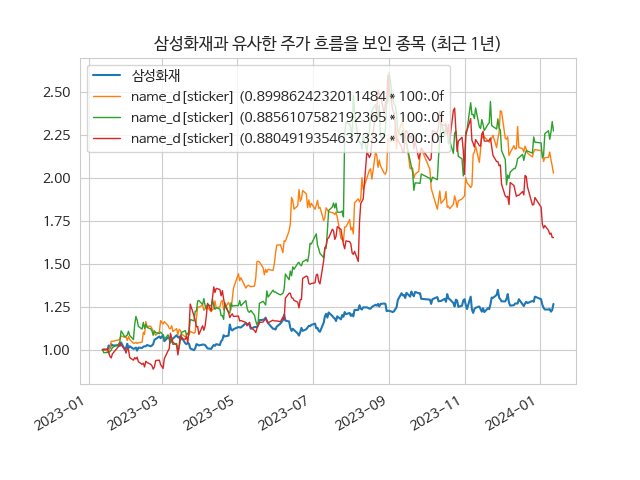 삼성화재과 유사한 주가 흐름을 보인 종목 (최근 1년)
삼성화재
name_d[sticker] (0.8998624232011484 * 100:.0f
name_d[sticker] (0.8856107582192365 * 100:.0f
name_d[sticker] (0.8804919354637332 * 100:.0f
2.50
2.25
2.00
1.75
1.50
1.25
1.00
2023-01
2023-03
2023-05
2023-07
2023-09
2023-11
2024-01